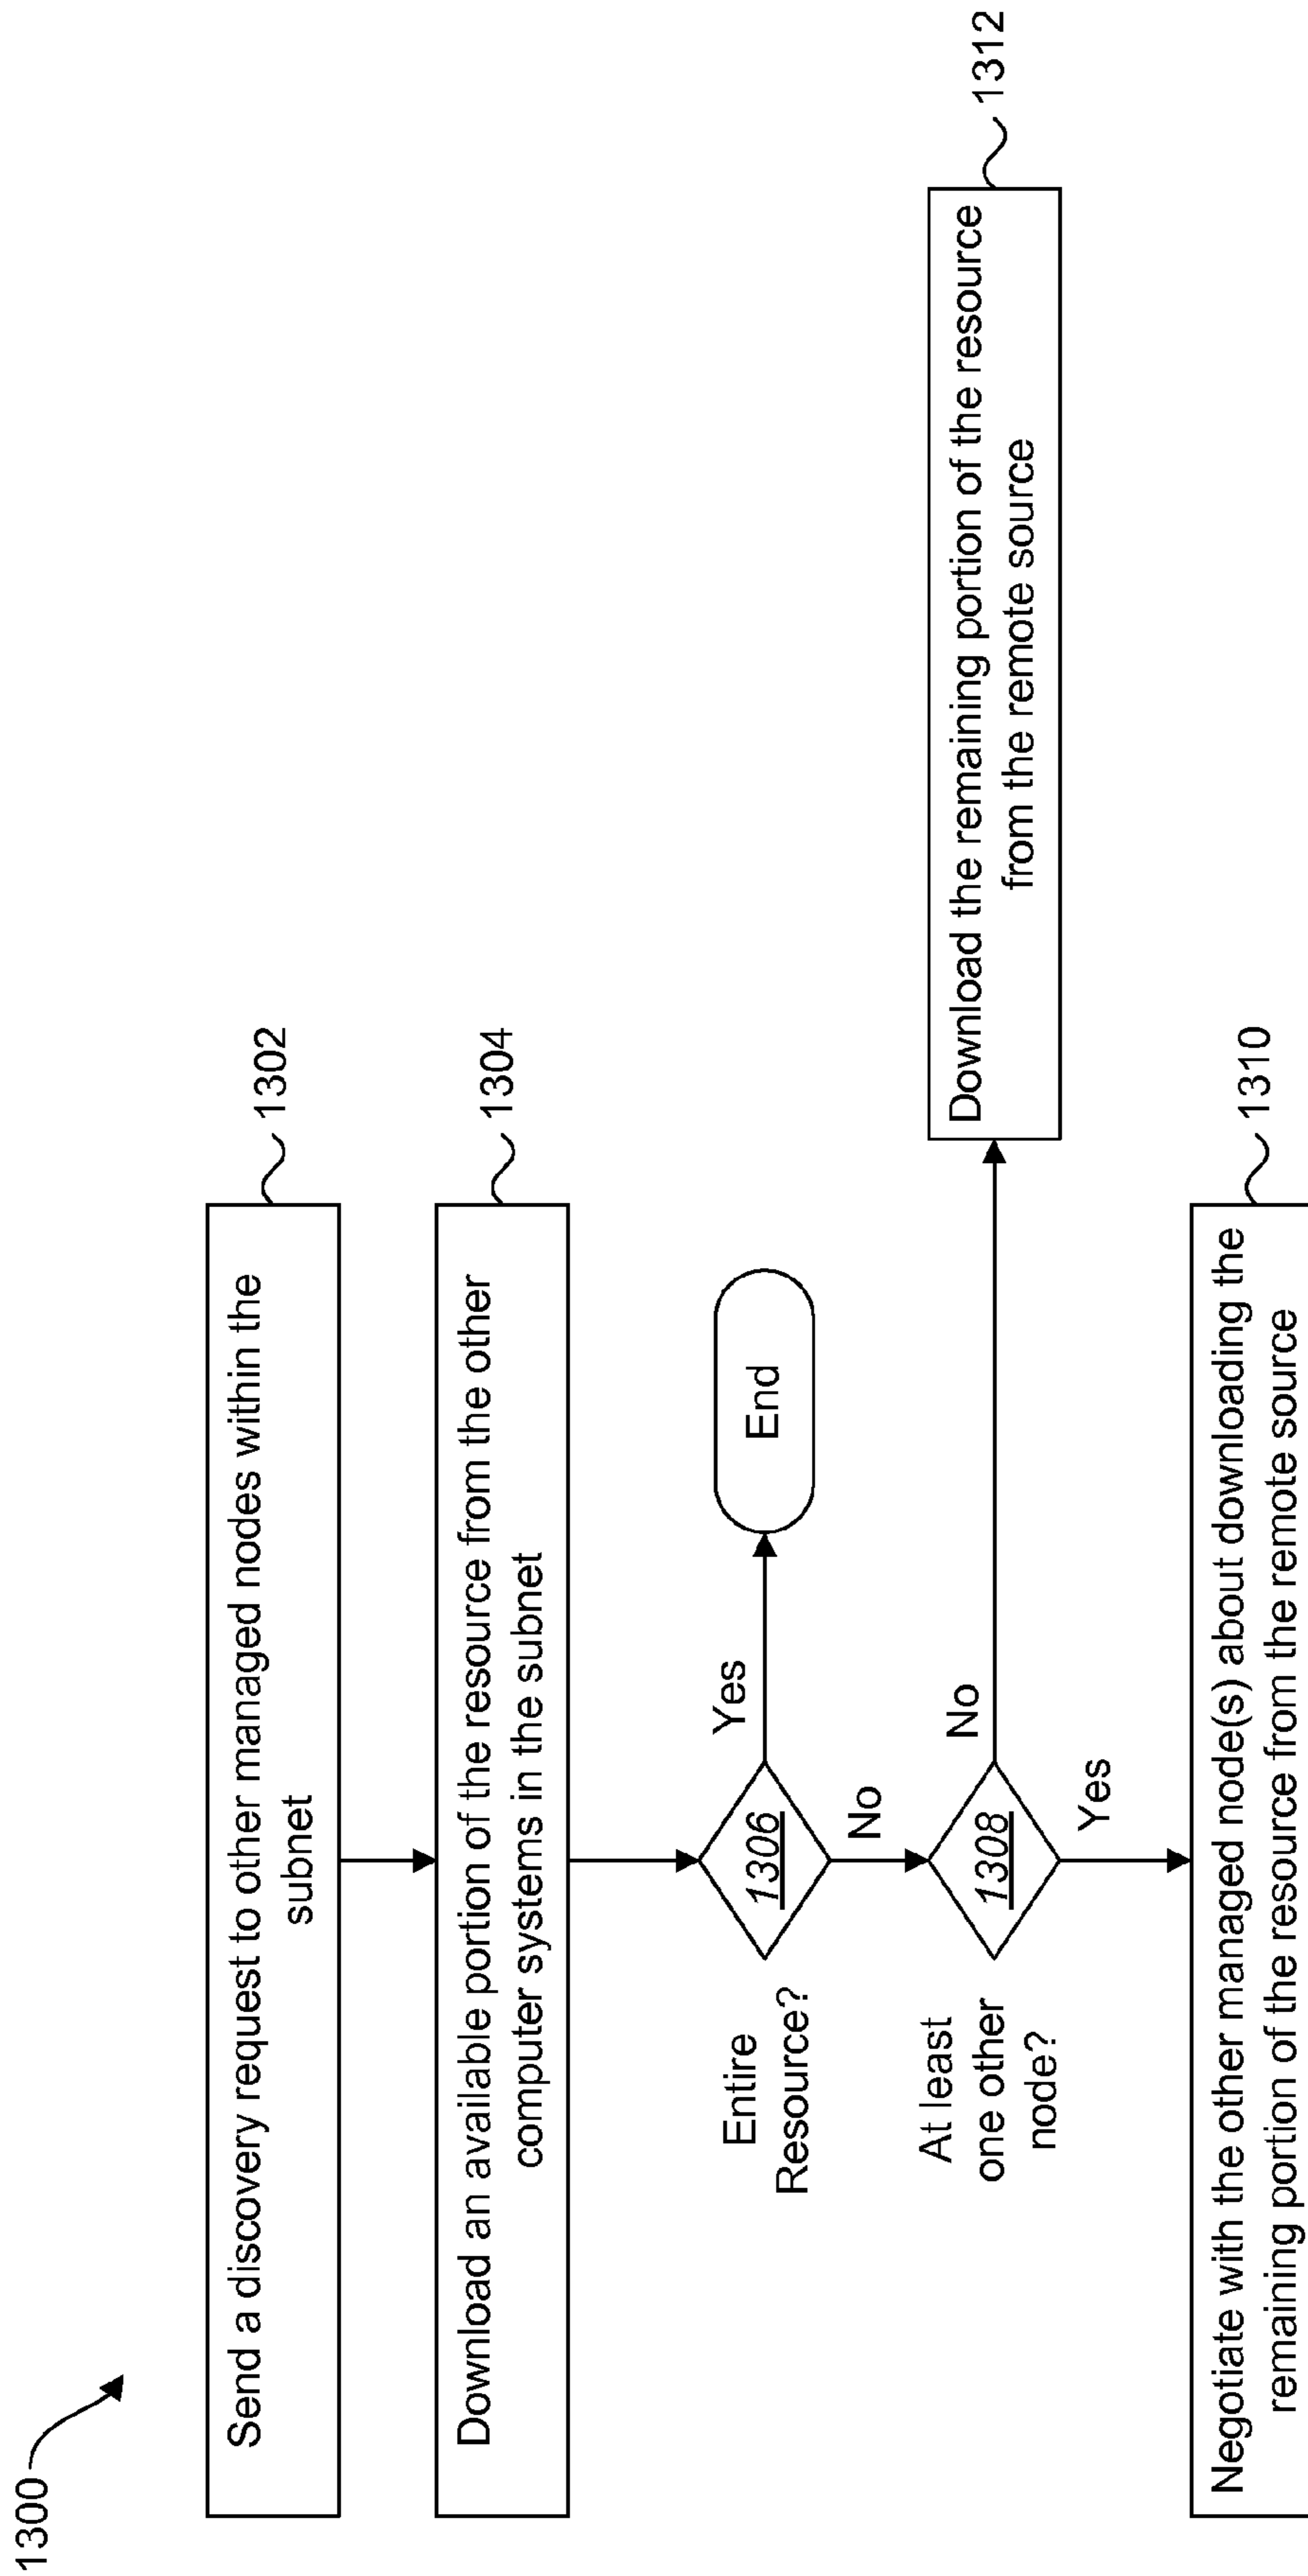 1300
Send a discovery request to other managed nodes within the
subnet
1302
Download an available portion of the resource from the other
computer systems in the subnet
1304
Entire
Resource?
1306
Yes
End
No
At least
one other
node?
1308
No
Download the remaining portion of the resource
from the remote source
1312
Yes
Negotiate with the other managed node(s) about downloading the
remaining portion of the resource from the remote source
1310